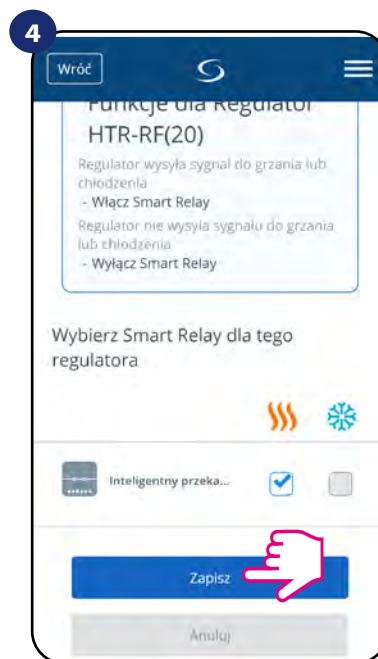 4
Wróć
Funkcje dla Regulator
HTR-RF(20)
Regulator wysyła sygnał do grzania lub
chłodzenia
- Włącz Smart Relay
Regulator nie wysyła sygnału do grzania
lub chłodzenia
- Wyłącz Smart Relay
Wybierz Smart Relay dla tego
regulatora
Inteligentny przeka...
Zapisz
Anuluj